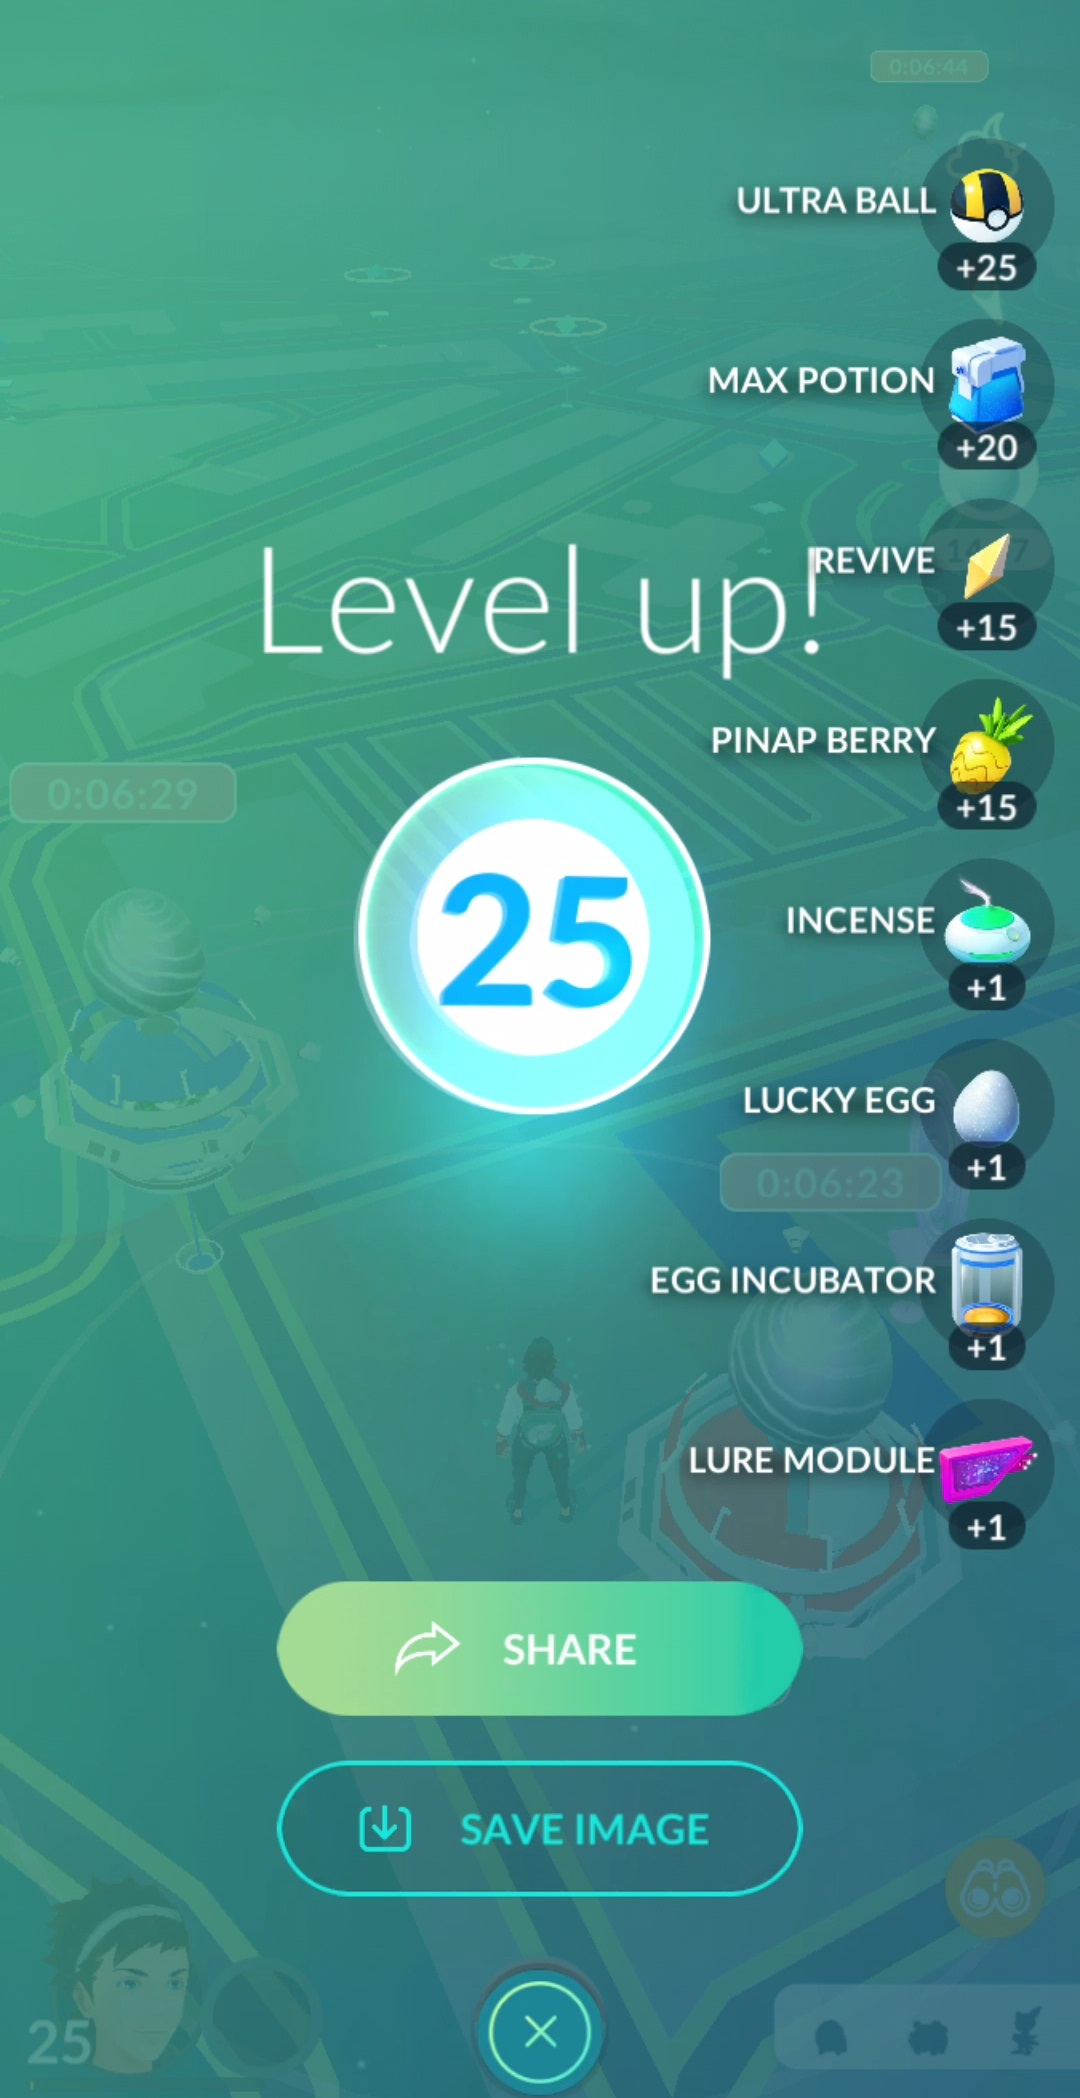 0:06:44
ULTRA BALL
+25
MAX POTION
+20
Level up!
REVIVE
+15
PINAP BERRY
+15
0:06:29
25
INCENSE
+1
LUCKY EGG
+1
0:06:23
EGG INCUBATOR
+1
LURE MODULE
+1
SHARE
SAVE IMAGE
25